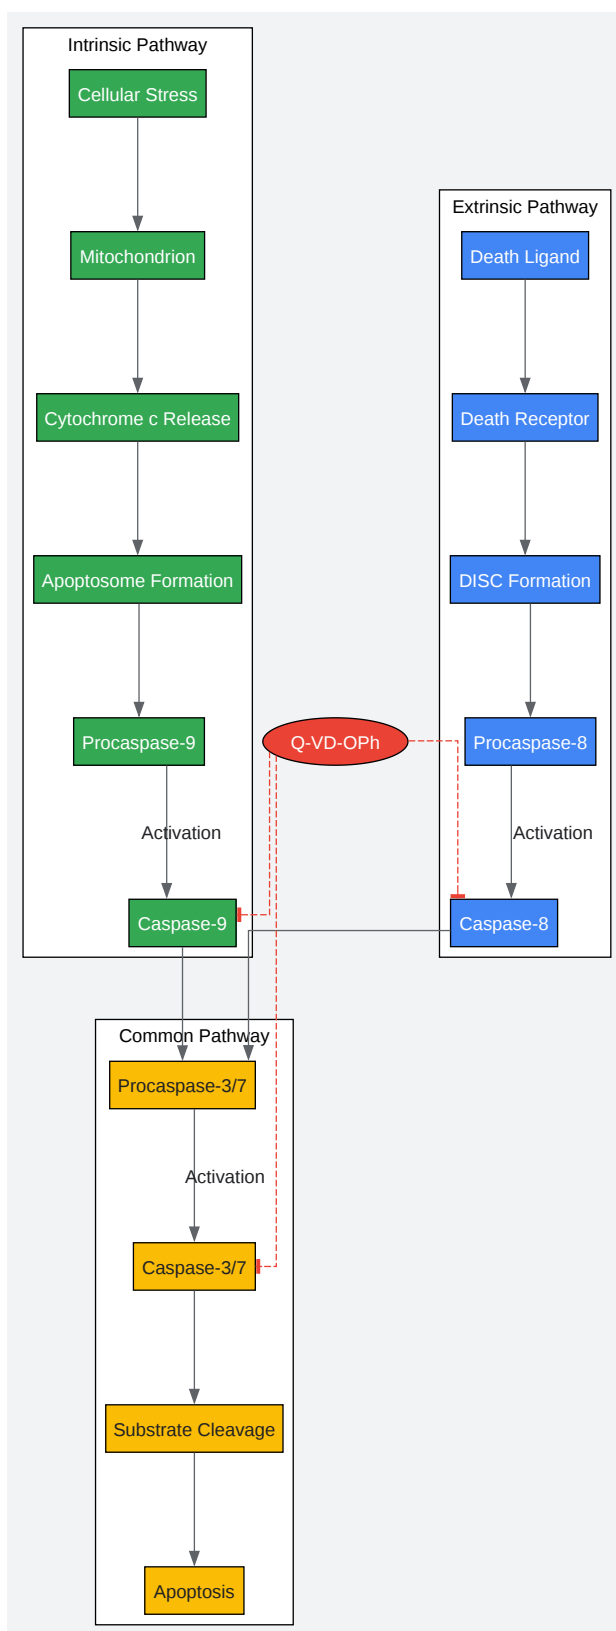 Intrinsic Pathway
Cellular Stress
Mitochondrion
Cytochrome c Release
Apoptosome Formation
Procaspase-9
Activation
Caspase-9
Extrinsic Pathway
Death Ligand
Death Receptor
DISC Formation
Procaspase-8
Activation
Caspase-8
Q-VD-OPh
Common Pathway
Procaspase-3/7
Activation
Caspase-3/7
Substrate Cleavage
Apoptosis